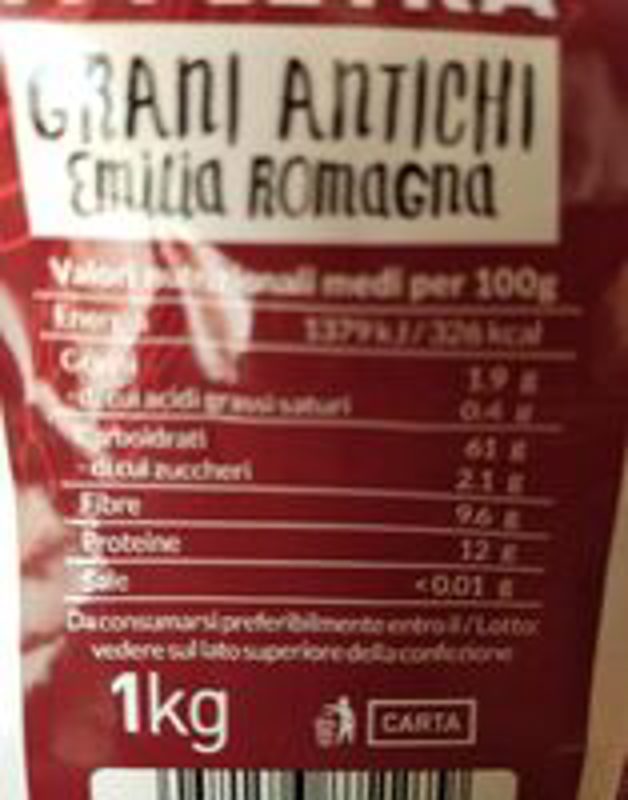 GRANI ANTICHI
EMILIA ROMAGNA
Valori nutrizionali medi per 100g
Energia 1379 kJ / 326 kcal
Grassi 1.9 g
- di cui acidi grassi saturi 0.4 g
Carboidrati 61 g
- di cui zuccheri 2.1 g
Fibre 9.6 g
Proteine 12 g
Sale <0.01 g
Da consumarsi preferibilmente entro il / Lotto:
vedere sul lato superiore della confezione
1kg
CARTA